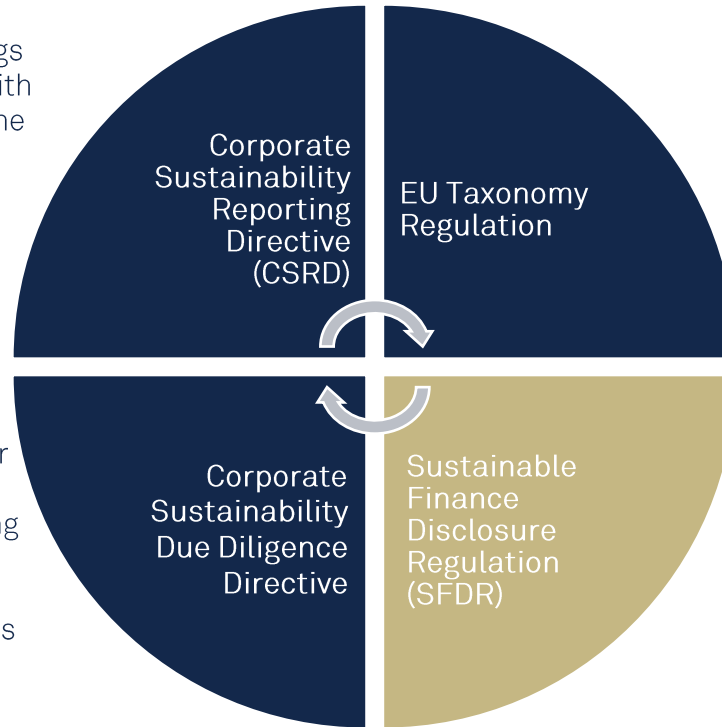 Corporate
Sustainability
Reporting
Directive
(CSRD)
EU Taxonomy
Regulation
Corporate
Sustainability
Due Diligence
Directive
Sustainable
Finance
Disclosure
Regulation
(SFDR)